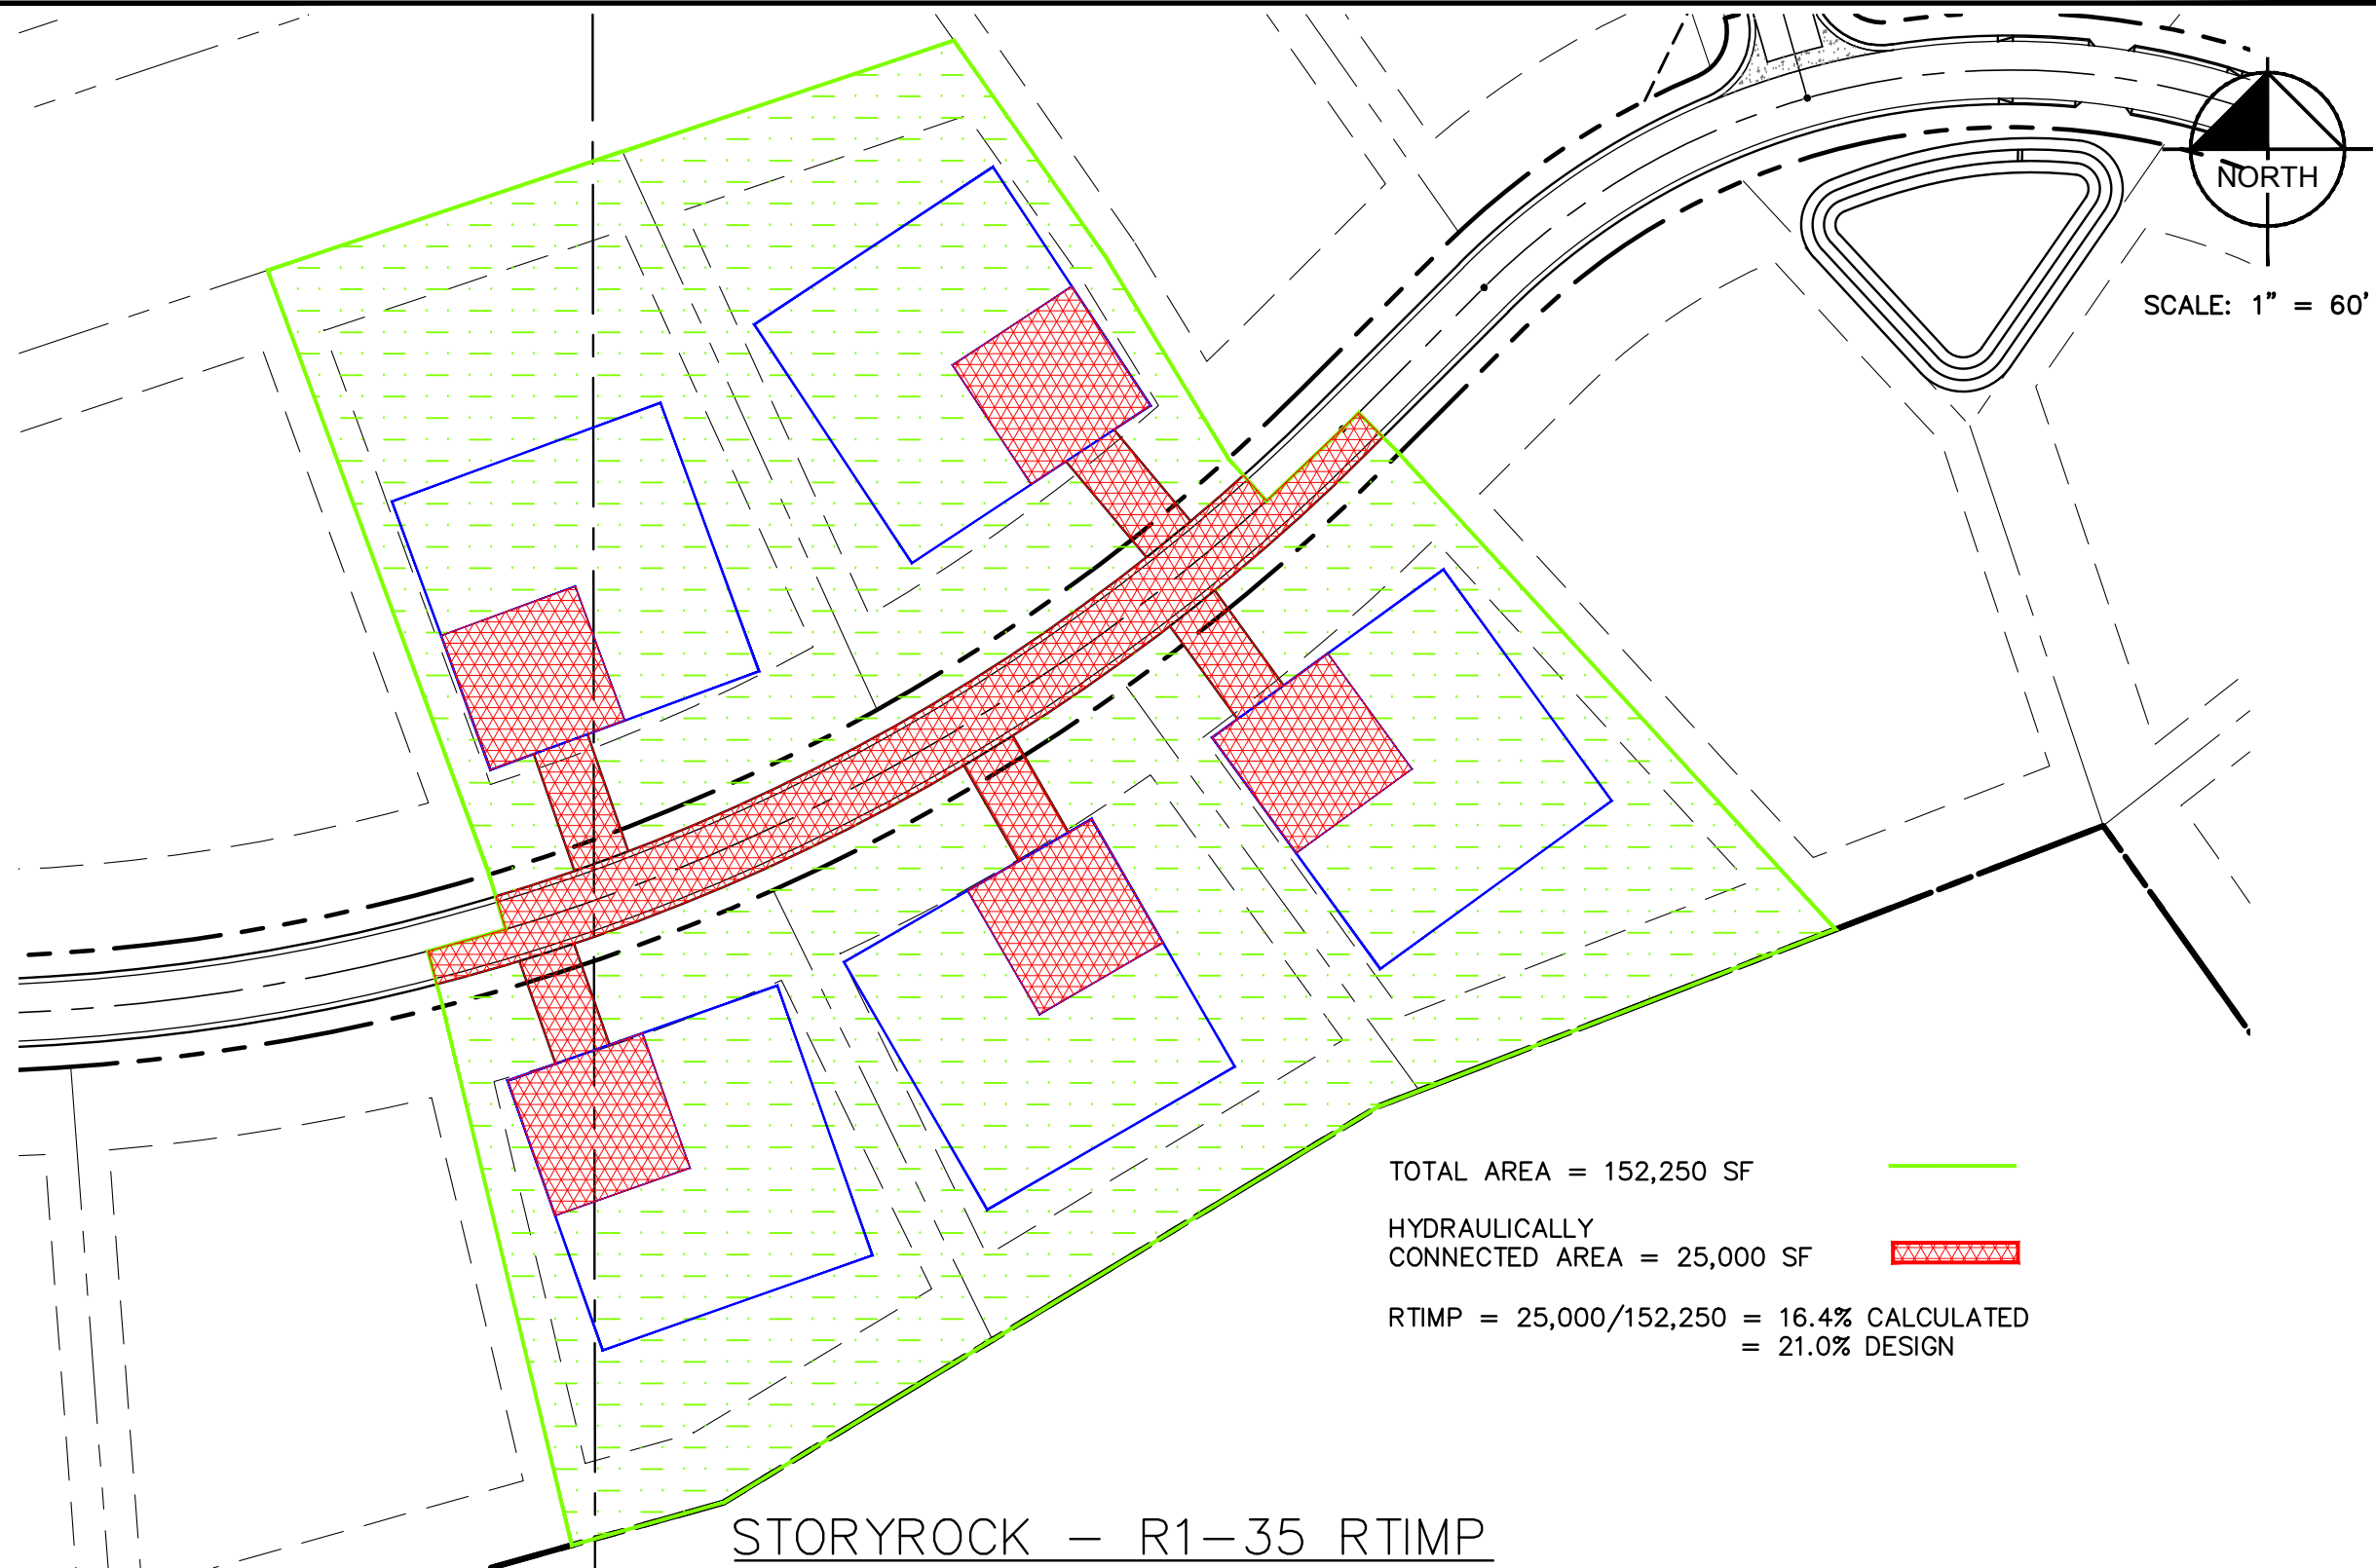 NORTH
SCALE: 1" = 60'
TOTAL AREA = 152,250 SF
HYDRAULICALLY
CONNECTED AREA = 25,000 SF
RTIMP = 25,000/152,250 = 16.4% CALCULATED
= 21.0% DESIGN
STORYROCK - R1-35 RTIMP